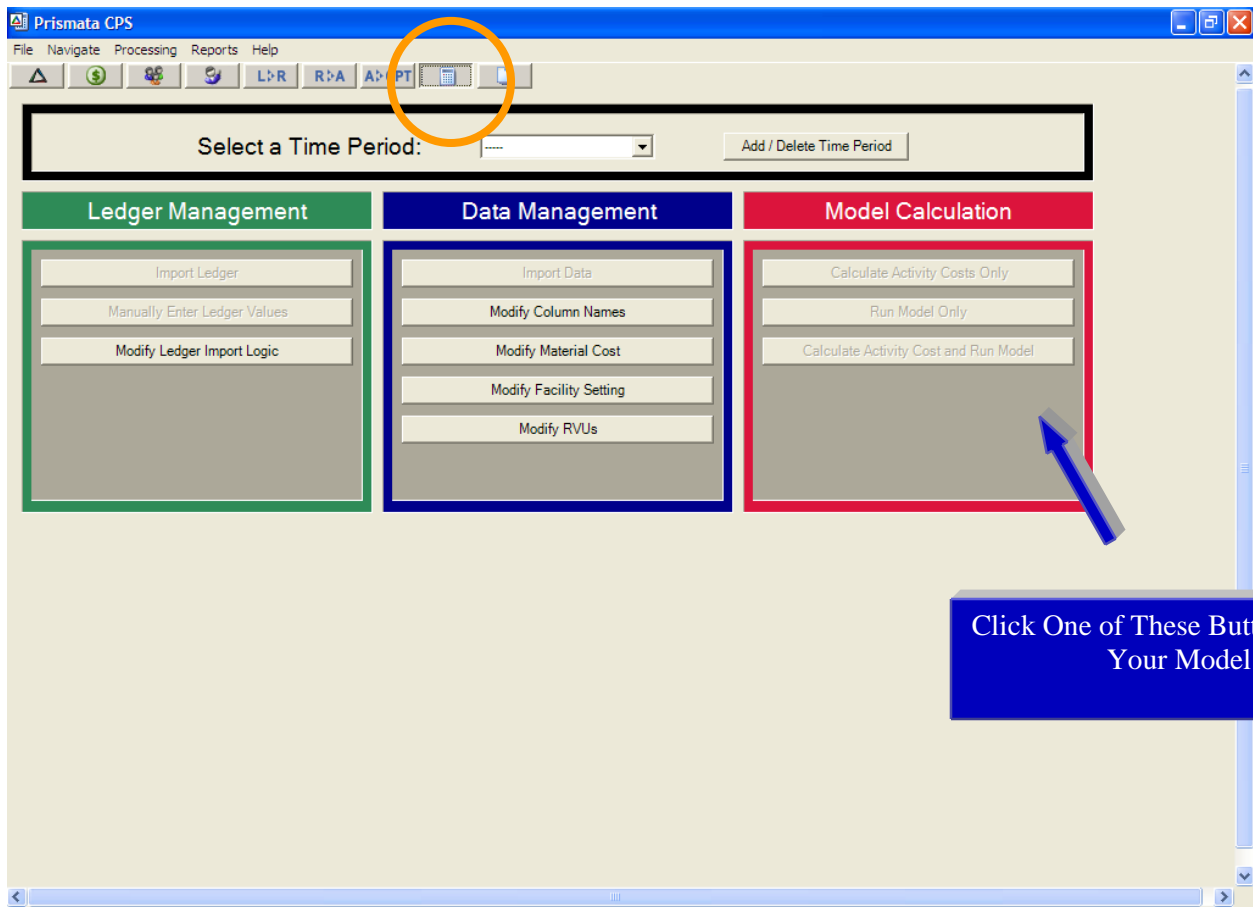 Prismata CPS
File Navigate Processing Reports Help
L>R R>A A> PT
Select a Time Period: ----- Add / Delete Time Period
Ledger Management
Import Ledger
Manually Enter Ledger Values
Modify Ledger Import Logic
Data Management
Import Data
Modify Column Names
Modify Material Cost
Modify Facility Setting
Modify RVUs
Model Calculation
Calculate Activity Costs Only
Run Model Only
Calculate Activity Cost and Run Model
Click One of These But
Your Model